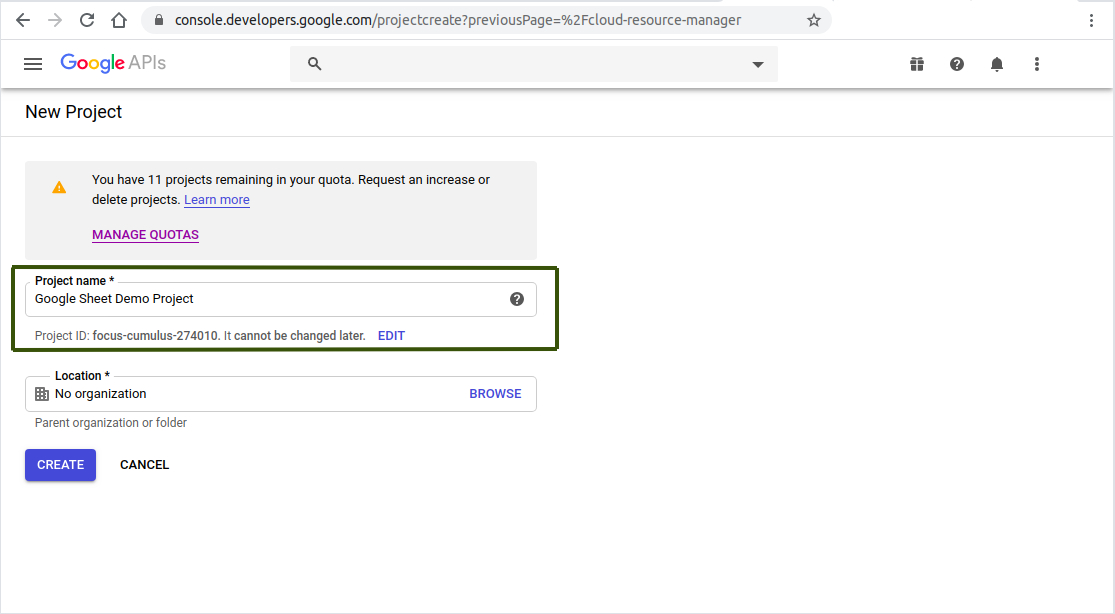 console.developers.google.com/projectcreate?previousPage=%2Fcloud-resource-manager
Google APIs
New Project
You have 11 projects remaining in your quota. Request an increase or
delete projects. Learn more
MANAGE QUOTAS
Project name *
Google Sheet Demo Project
Project ID: focus-cumulus-274010. It cannot be changed later. EDIT
Location *
No organization BROWSE
Parent organization or folder
CREATE CANCEL